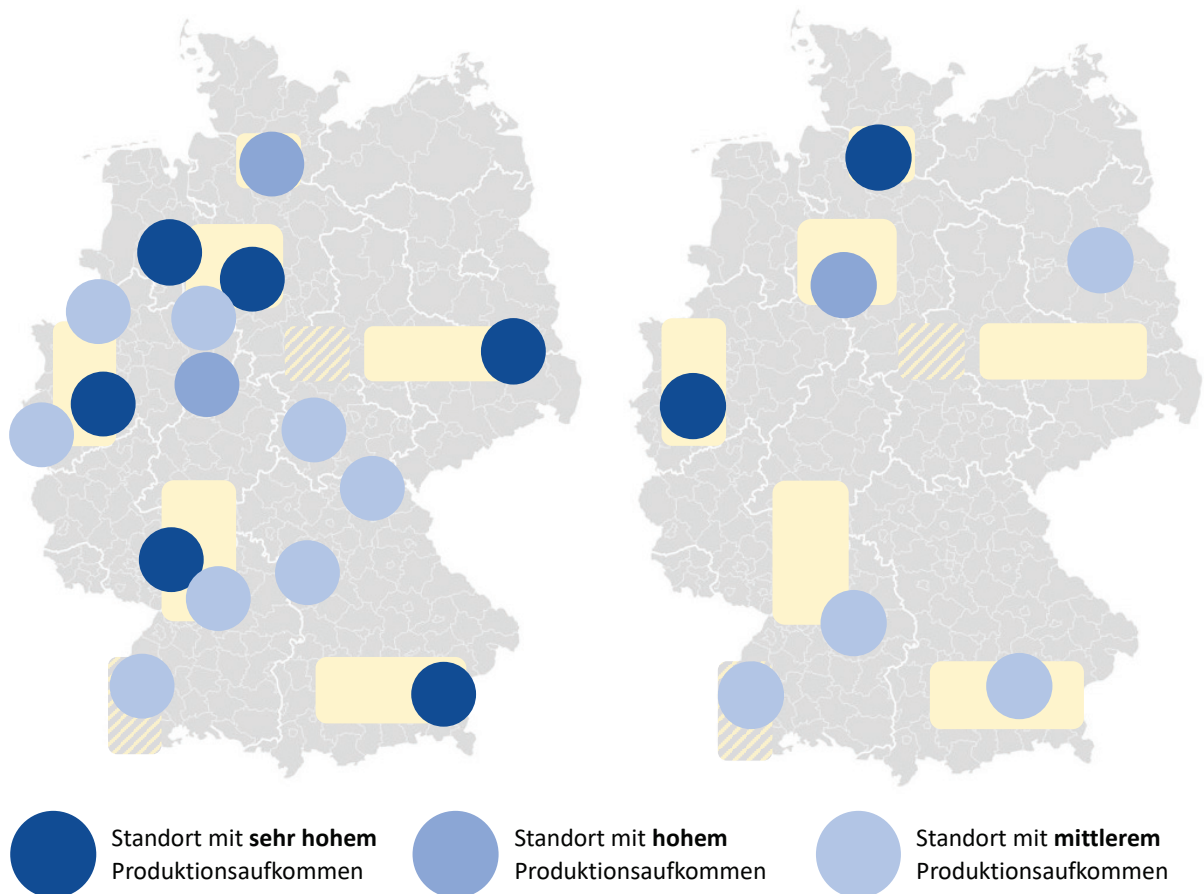 Standort mit sehr hohem
Produktionsaufkommen
Standort mit hohem
Produktionsaufkommen
Standort mit mittlerem
Produktionsaufkommen